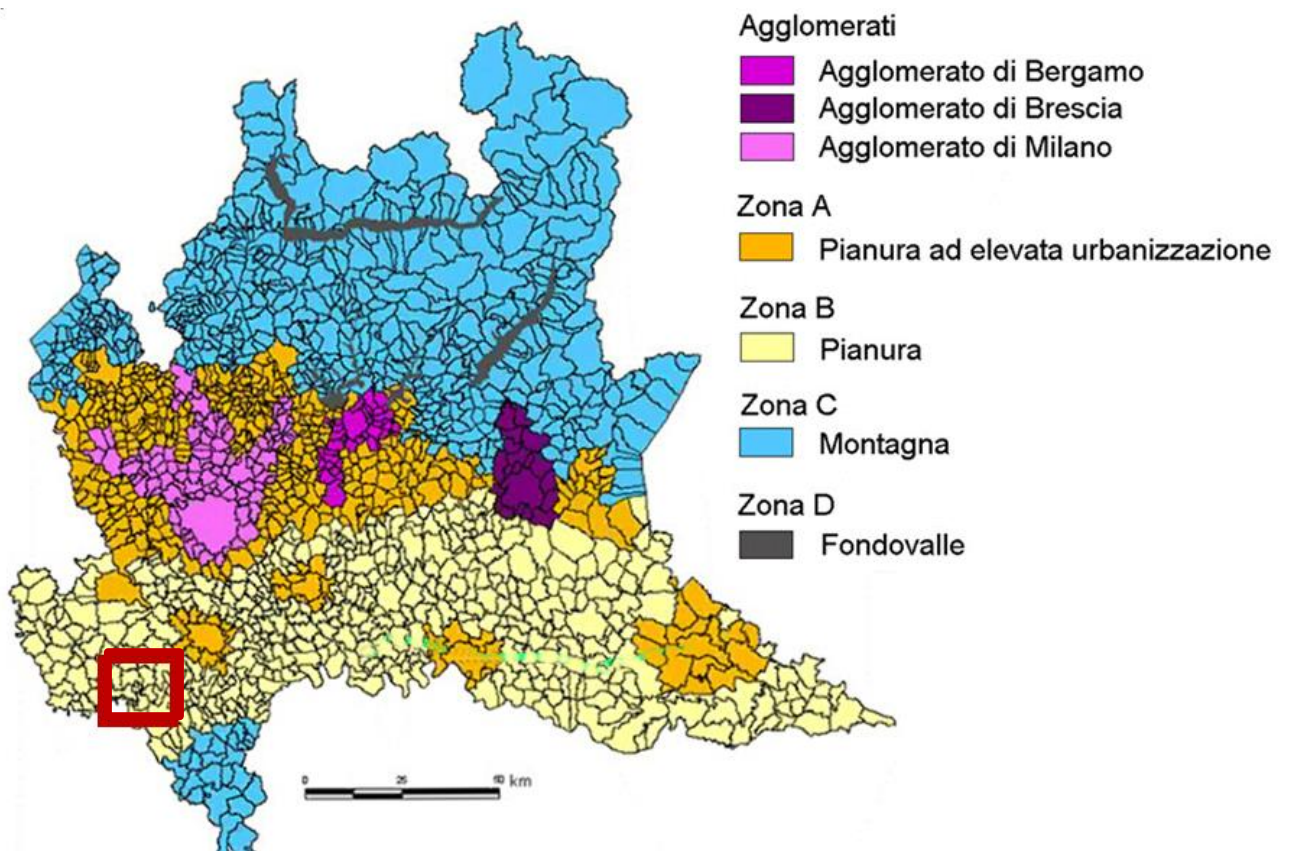 Agglomerati
Agglomerato di Bergamo
Agglomerato di Brescia
Agglomerato di Milano
Zona A
Pianura ad elevata urbanizzazione
Zona B
Pianura
Zona C
Montagna
Zona D
Fondovalle
0 25 50 km